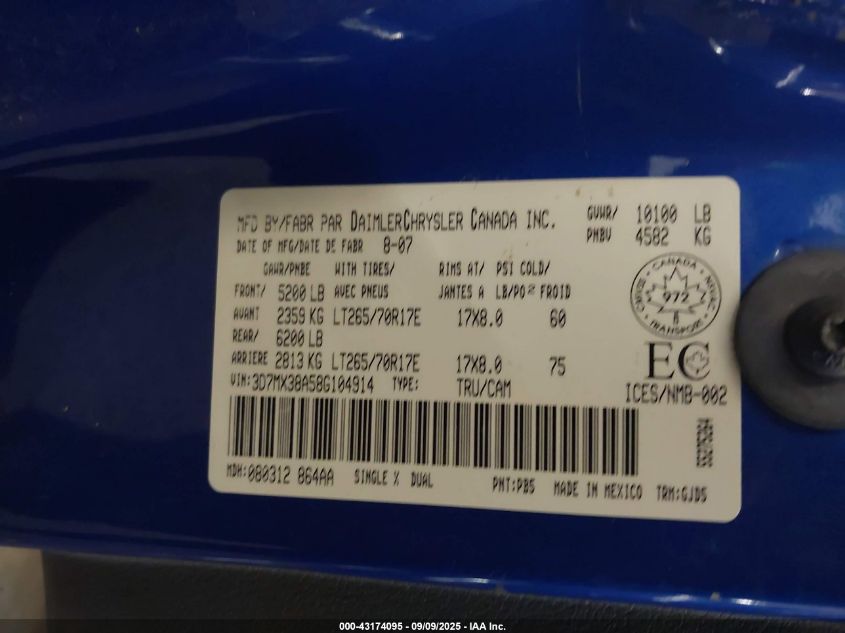 MFD BY/FABR PAR DAIMLERCHRYSLER CANADA INC.
GVWR/ 10100 LB
PNBV 4582 KG
DATE OF MFG/DATE DE FABR 8-07
GAWR/PNBE WITH TIRES/ RIMS AT/ PSI COLD/
FRONT/ 5200 LB AVEC PNEUS JANTES A LB/PO² FROID
AVANT 2359 KG LT265/70R17E 17X8.0 60
REAR/ 6200 LB
ARRIERE 2813 KG LT265/70R17E 17X8.0 75
CANADA
972
TRANSPORT
EC
VIN: 3D7MX38A58G104914 TYPE: TRU/CAM ICES/NMB-002
MDH: 080312 864AA SINGLE X DUAL
PNT: PB5 MADE IN MEXICO TRM: GJD5
000-43174095 - 09/09/2025 - IAA Inc.